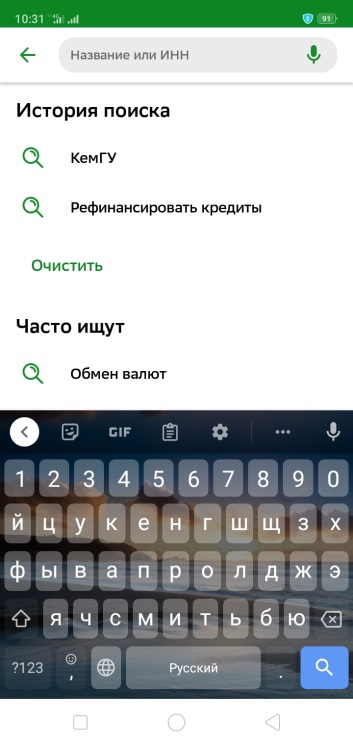 10:31
91
Название или ИНН
История поиска
КемГУ
Рефинансировать кредиты
Очистить
Часто ищут
Обмен валют
GIF
1 2 3 4 5 6 7 8 9 0
й ц у к е н г ш щ з х
ф ы в а п р о л д ж э
я ч с м и т ь б ю
?123 , Русский .